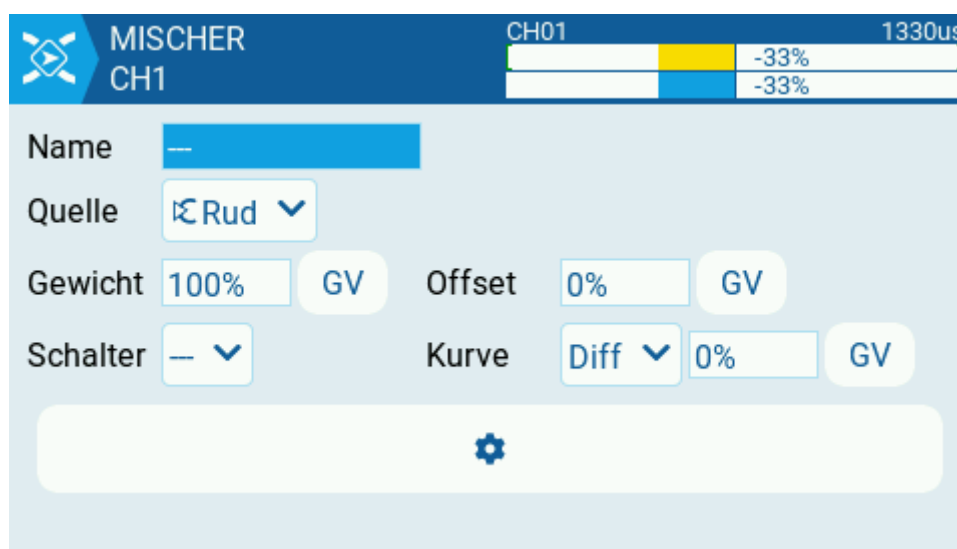 MISCHER
CH1
CH01 1330us
-33%
-33%
Name ---
Quelle Rud
Gewicht 100% GV Offset 0% GV
Schalter --- Kurve Diff 0% GV